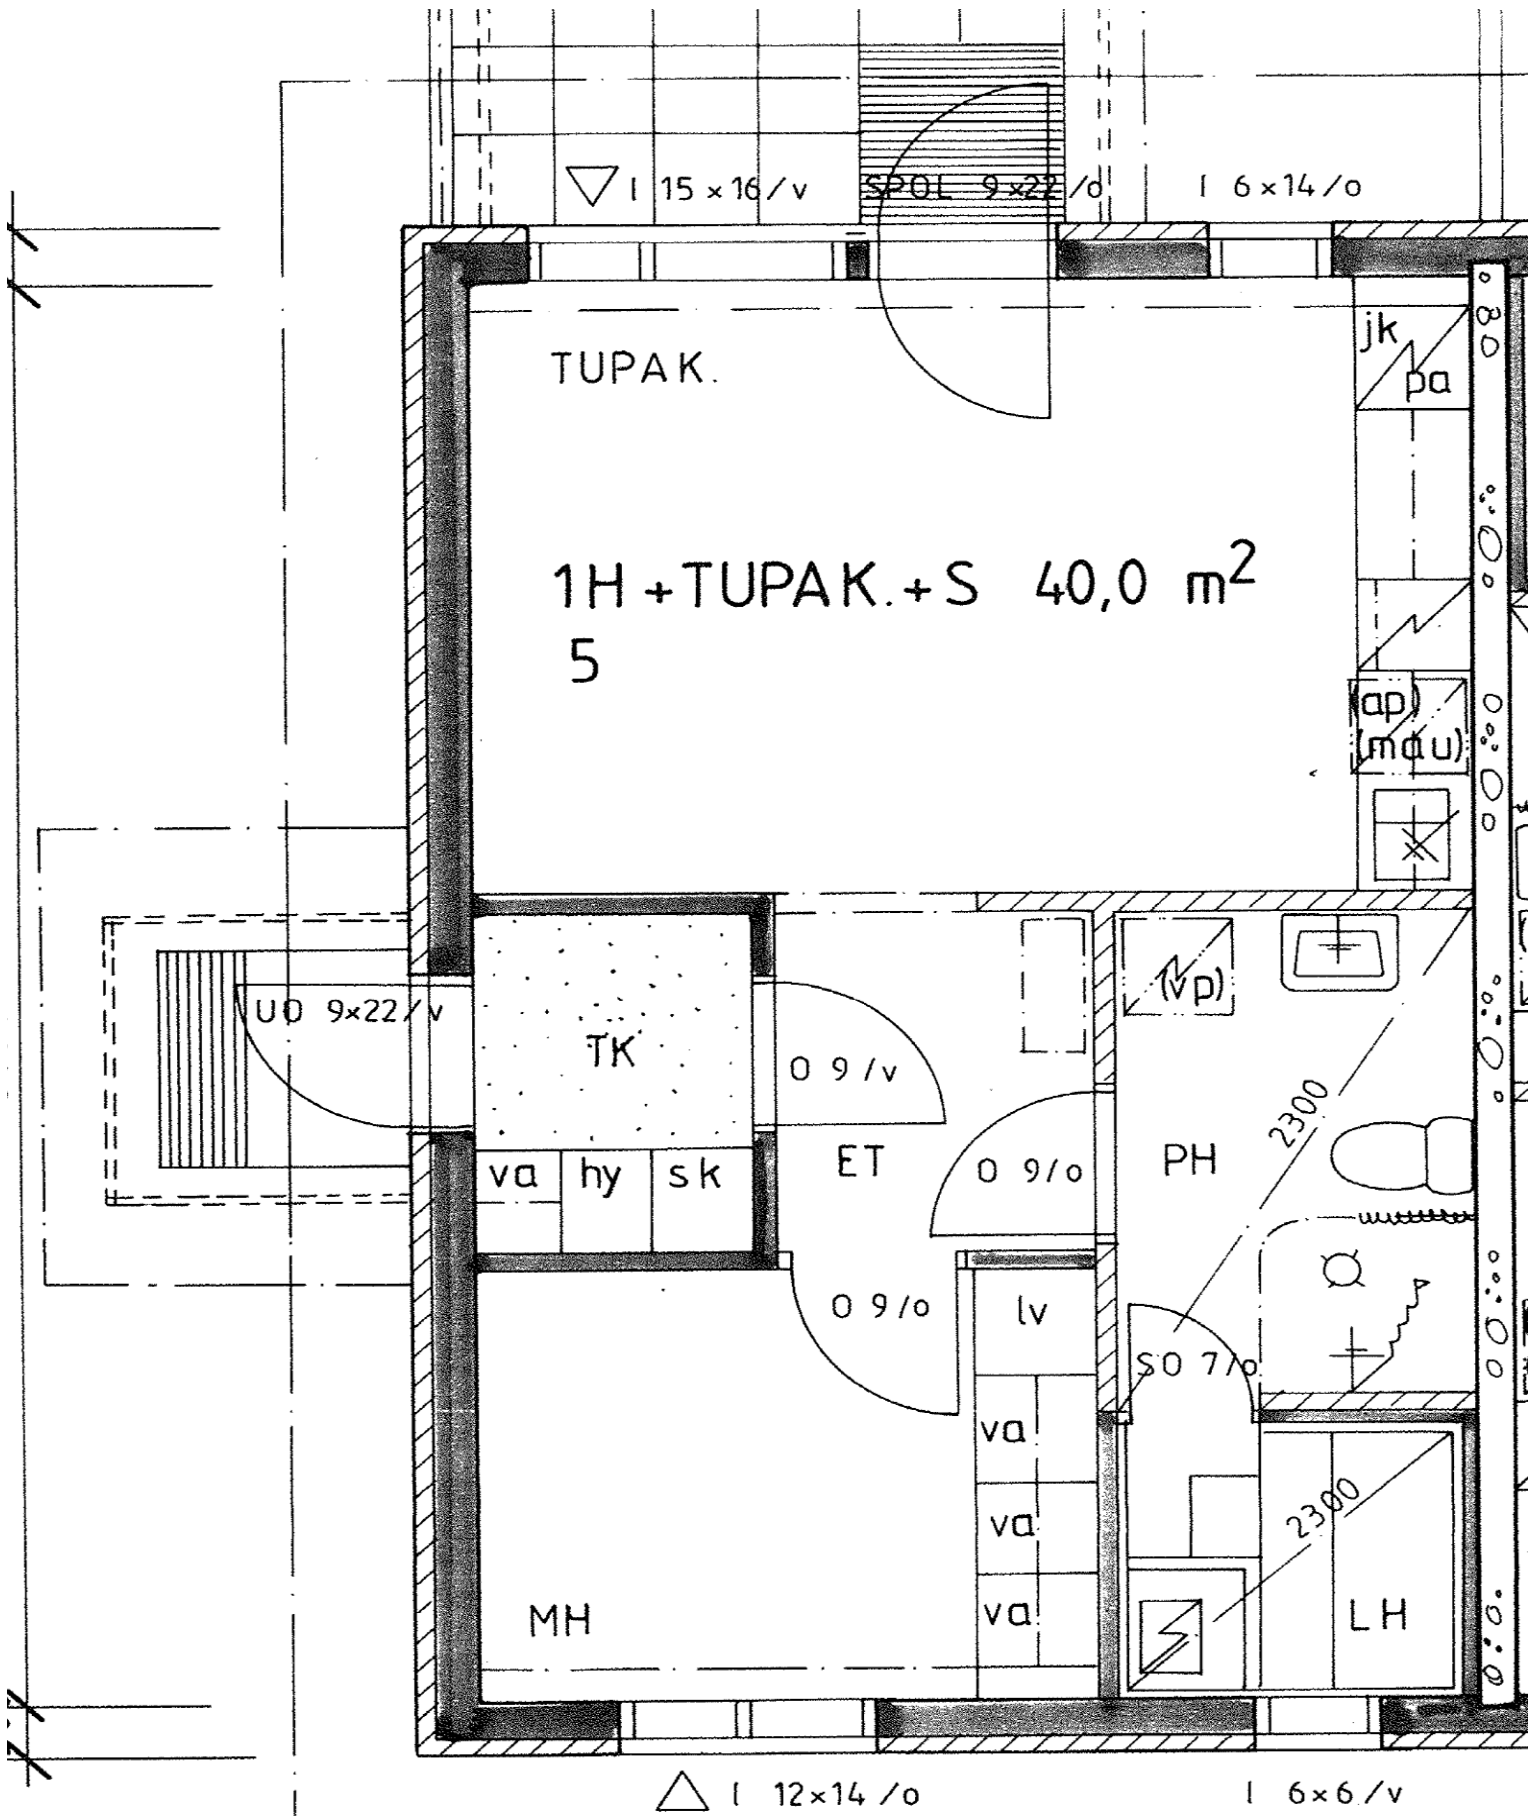 I 15×16/v
SPOL 9×22/o
I 6×14/o
TUPAK.
jk
pa
1H+TUPAK.+S 40,0 m²
5
(ap)
(mau)
UO 9×22/v
TK
O 9/v
(vp)
2300
va hy sk
ET
O 9/o
PH
O 9/o
lv
SO 7/o
va
va
2300
va
MH
LH
I 12×14/o
I 6×6/v